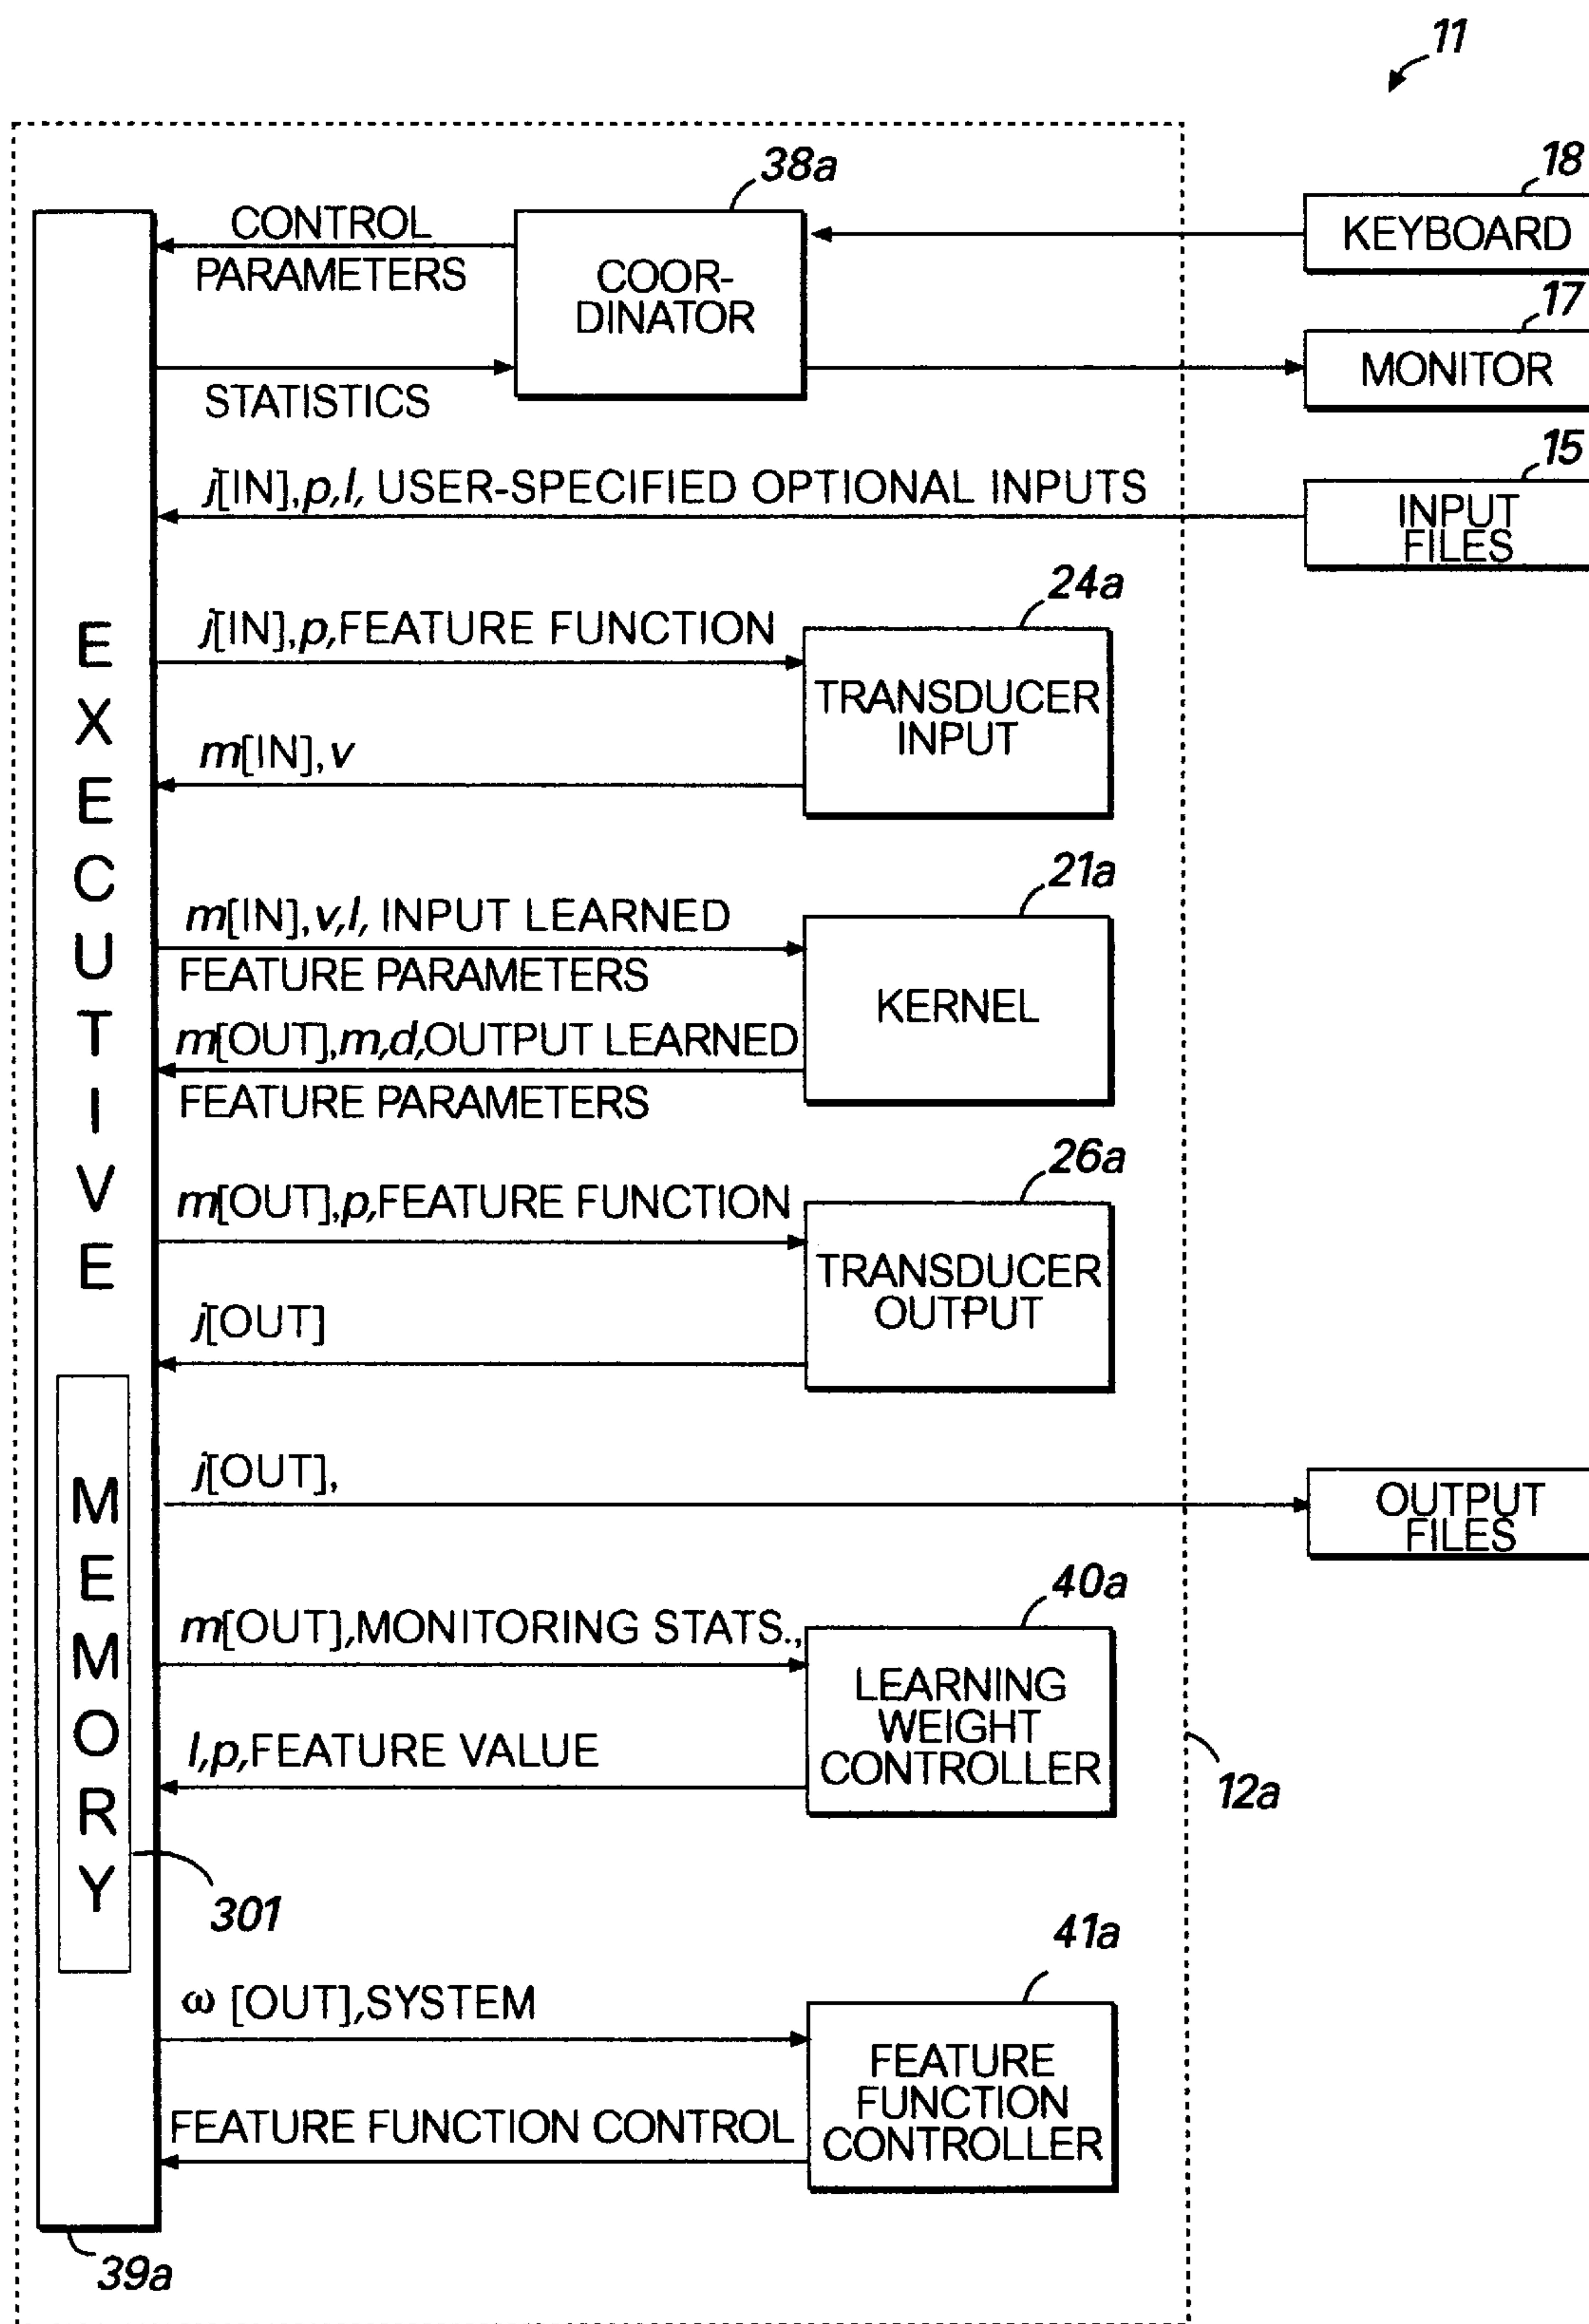 11
38a
18
CONTROL
PARAMETERS
COOR-
DINATOR
KEYBOARD
17
STATISTICS
MONITOR
15
j[IN],p,l, USER-SPECIFIED OPTIONAL INPUTS
INPUT
FILES
24a
j[IN],p,FEATURE FUNCTION
TRANSDUCER
INPUT
m[IN],v
21a
m[IN],v,l, INPUT LEARNED
FEATURE PARAMETERS
KERNEL
m[OUT],m,d,OUTPUT LEARNED
FEATURE PARAMETERS
26a
m[OUT],p,FEATURE FUNCTION
TRANSDUCER
OUTPUT
j[OUT]
EXECUTIVE
j[OUT],
OUTPUT
FILES
MEMORY
40a
m[OUT],MONITORING STATS.,
LEARNING
WEIGHT
CONTROLLER
l,p,FEATURE VALUE
12a
301
41a
ω [OUT],SYSTEM
FEATURE
FUNCTION
CONTROLLER
FEATURE FUNCTION CONTROL
39a